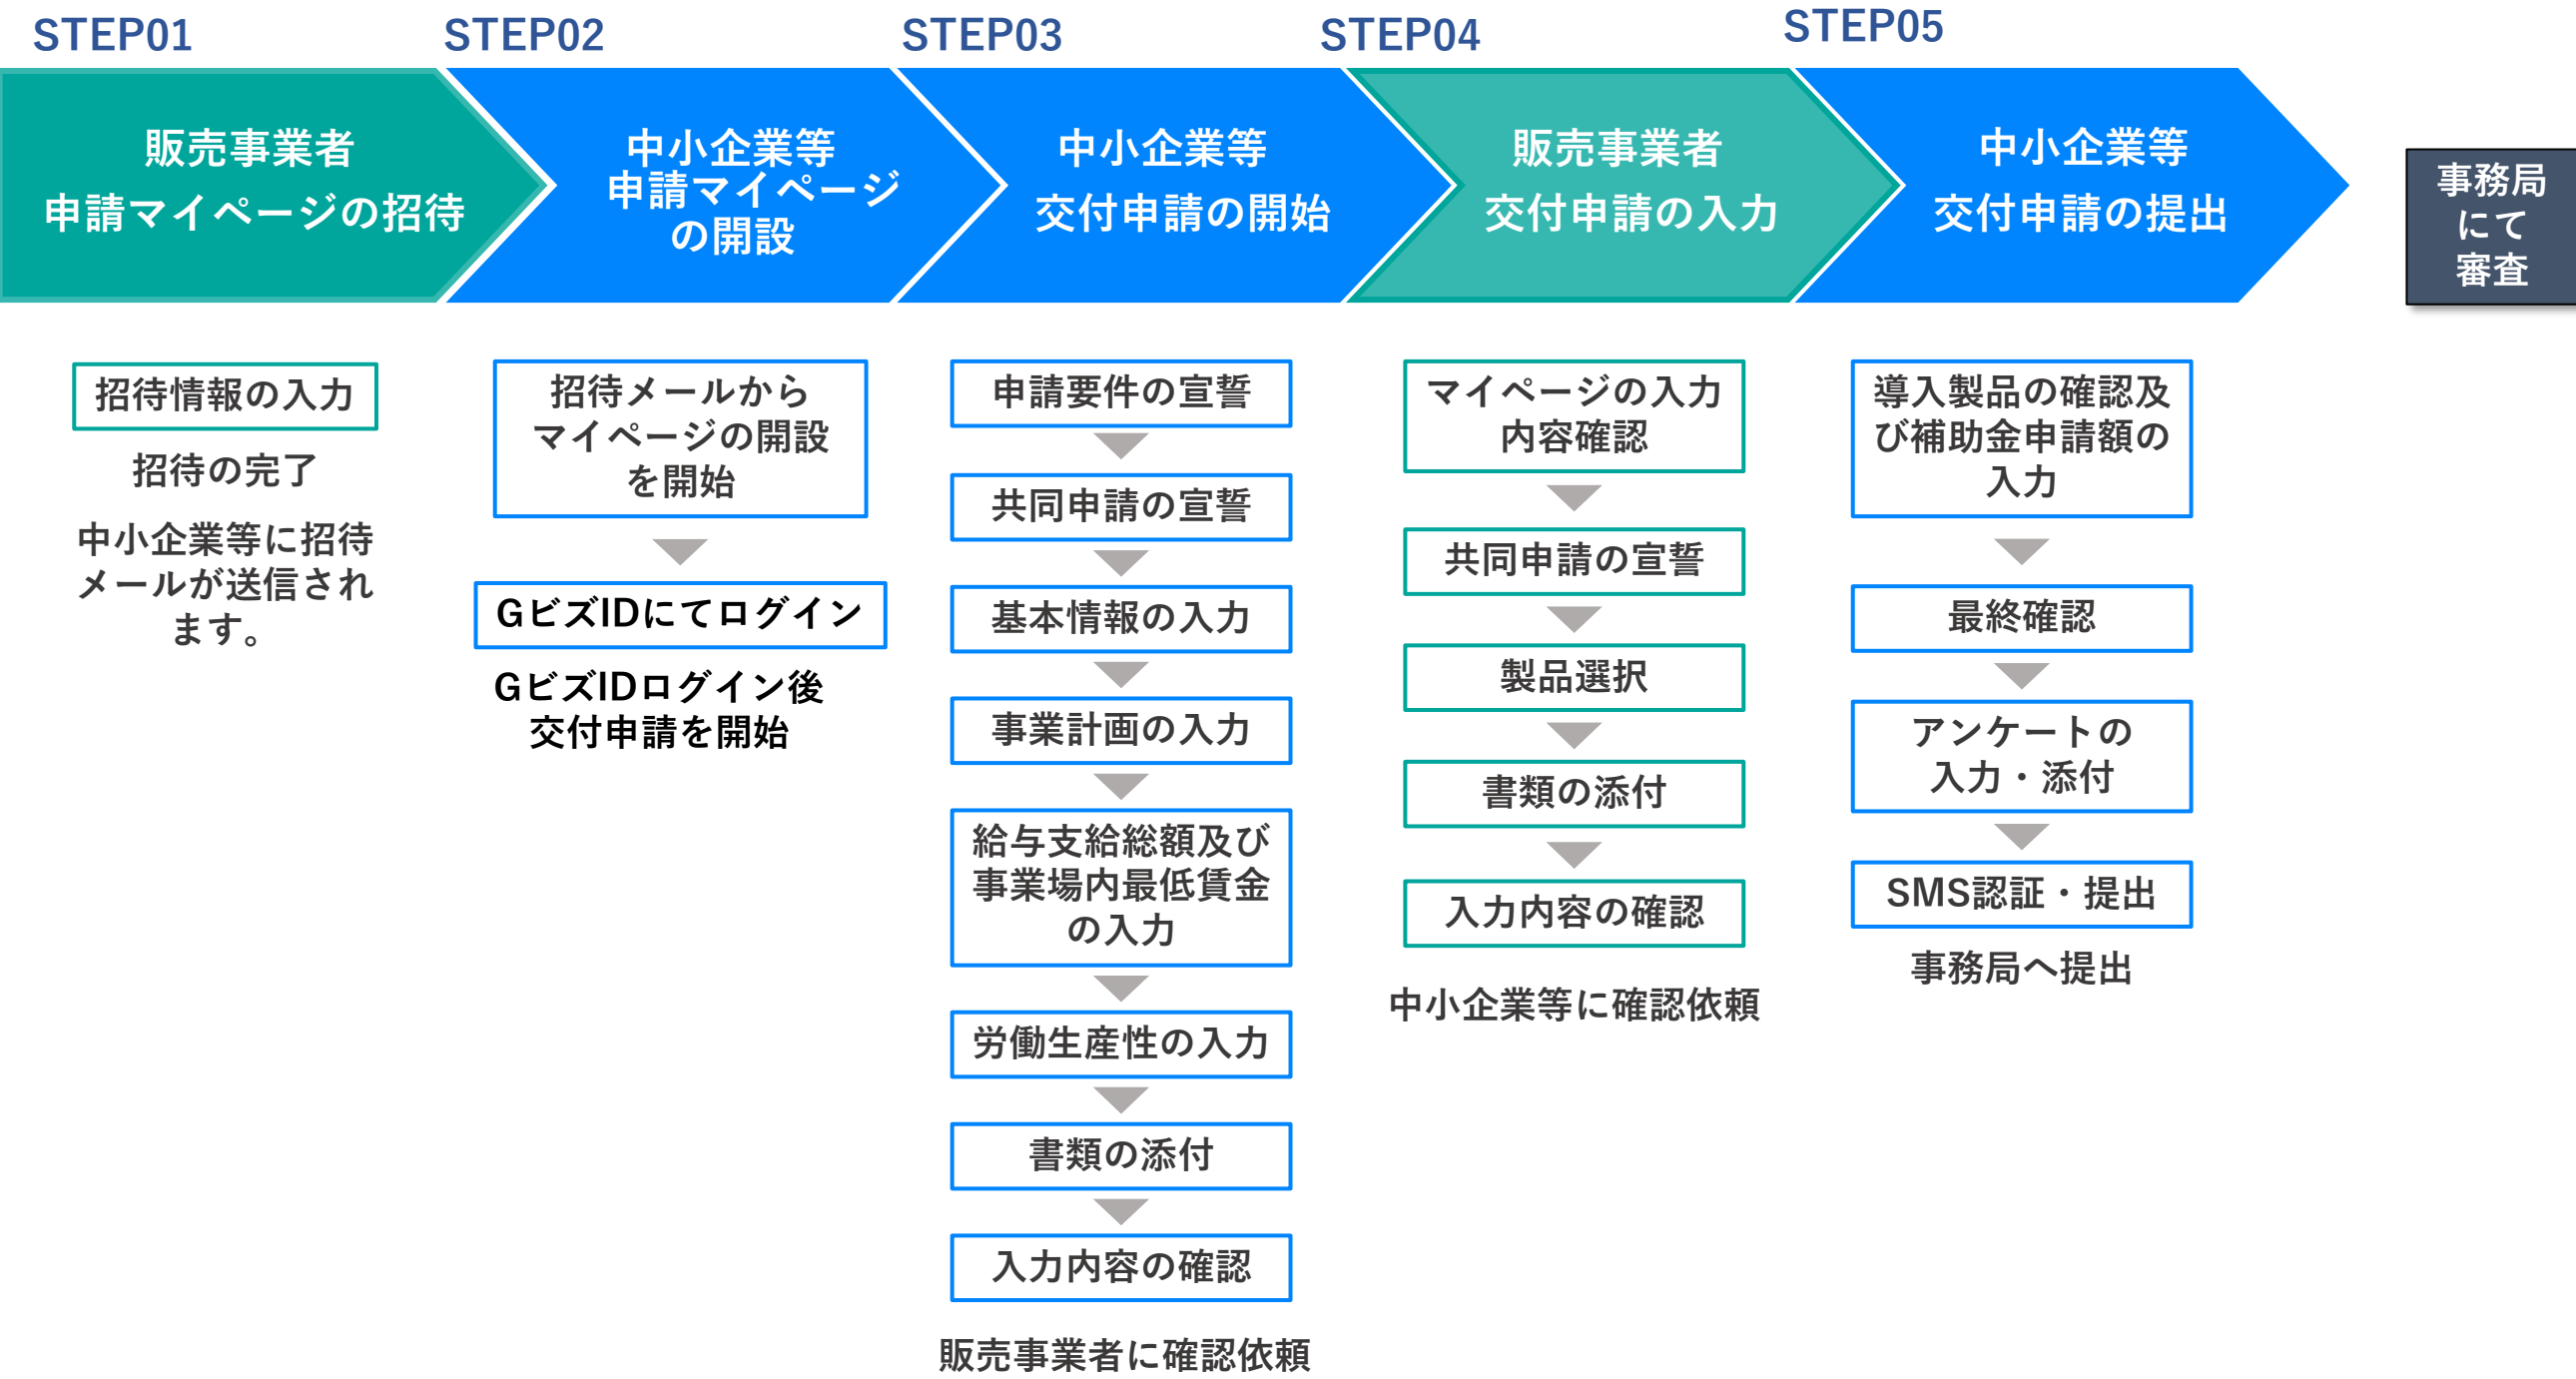 STEP01
販売事業者
申請マイページの招待
招待情報の入力
招待の完了
中小企業等に招待
メールが送信され
ます。
STEP02
中小企業等
申請マイページ
の開設
招待メールから
マイページの開設
を開始
GビズIDにてログイン
GビズIDログイン後
交付申請を開始
STEP03
中小企業等
交付申請の開始
申請要件の宣誓
共同申請の宣誓
基本情報の入力
事業計画の入力
給与支給総額及び
事業場内最低賃金
の入力
労働生産性の入力
書類の添付
入力内容の確認
販売事業者に確認依頼
STEP04
販売事業者
交付申請の入力
マイページの入力
内容確認
共同申請の宣誓
製品選択
書類の添付
入力内容の確認
中小企業等に確認依頼
STEP05
中小企業等
交付申請の提出
導入製品の確認及
び補助金申請額の
入力
最終確認
アンケートの
入力・添付
SMS認証・提出
事務局へ提出
事務局
にて
審査